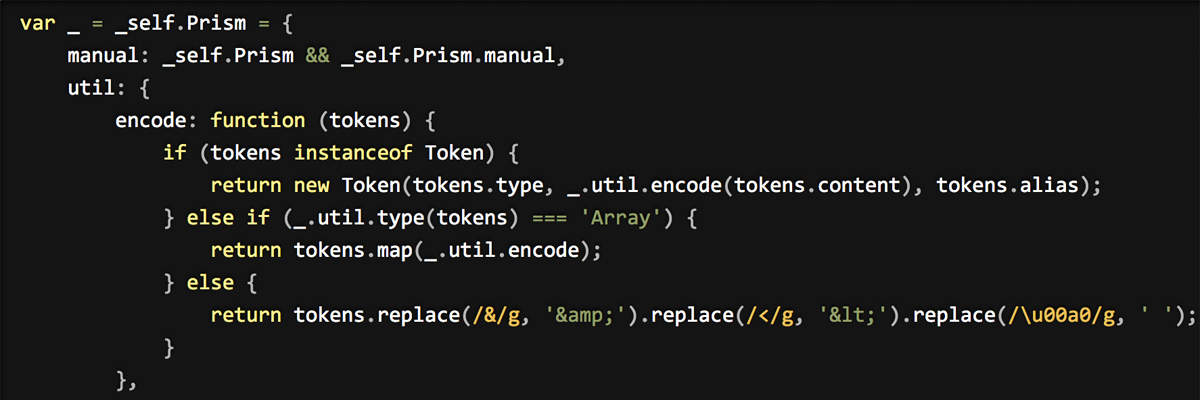 var _ = _self.Prism = {
    manual: _self.Prism && _self.Prism.manual,
    util: {
        encode: function (tokens) {
            if (tokens instanceof Token) {
                return new Token(tokens.type, _.util.encode(tokens.content), tokens.alias);
            } else if (_.util.type(tokens) === 'Array') {
                return tokens.map(_.util.encode);
            } else {
                return tokens.replace(/&/g, '&amp;').replace(/</g, '&lt;').replace(/\u00a0/g, ' ');
            }
        },